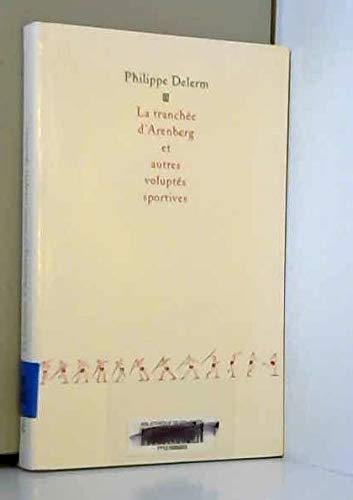 Philippe Delerm
La tranchée
d'Arenberg
et
autres
voluptés
sportives